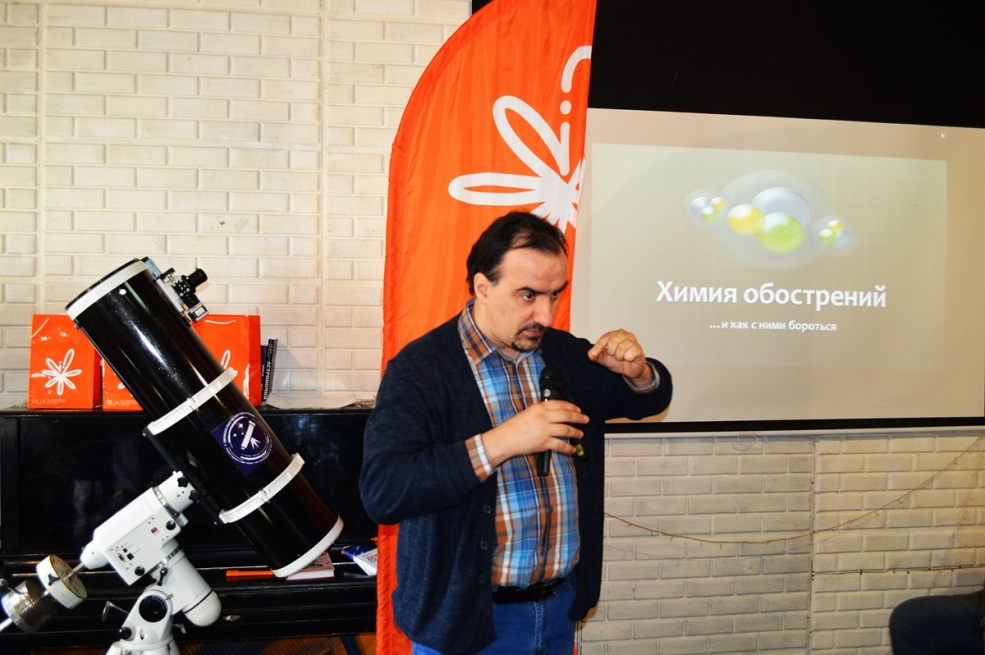 Химия обострений
...и как с ними бороться